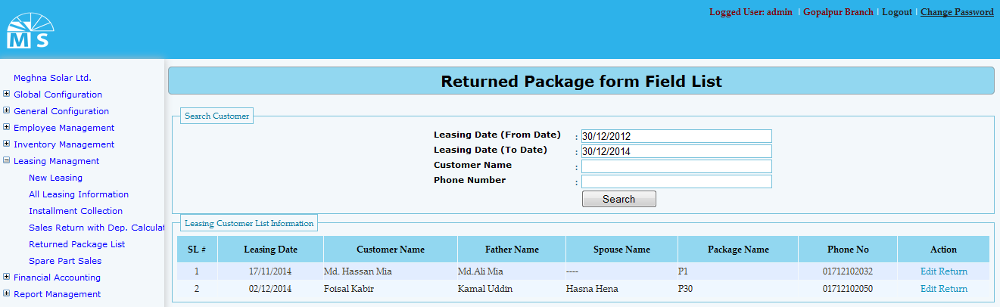 Logged User: admin | Gopalpur Branch | Logout | Change Password
M S
Meghna Solar Ltd.
Global Configuration
General Configuration
Employee Management
Inventory Management
Leasing Managment
New Leasing
All Leasing Information
Installment Collection
Sales Return with Dep. Calculat
Returned Package List
Spare Part Sales
Financial Accounting
Report Management
Returned Package form Field List
Search Customer
Leasing Date (From Date) : 30/12/2012
Leasing Date (To Date) : 30/12/2014
Customer Name :
Phone Number :
Search
Leasing Customer List Information
SL # Leasing Date Customer Name Father Name Spouse Name Package Name Phone No Action
1 17/11/2014 Md. Hassan Mia Md.Ali Mia ---- P1 01712102032 Edit Return
2 02/12/2014 Foisal Kabir Kamal Uddin Hasna Hena P30 01712102050 Edit Return